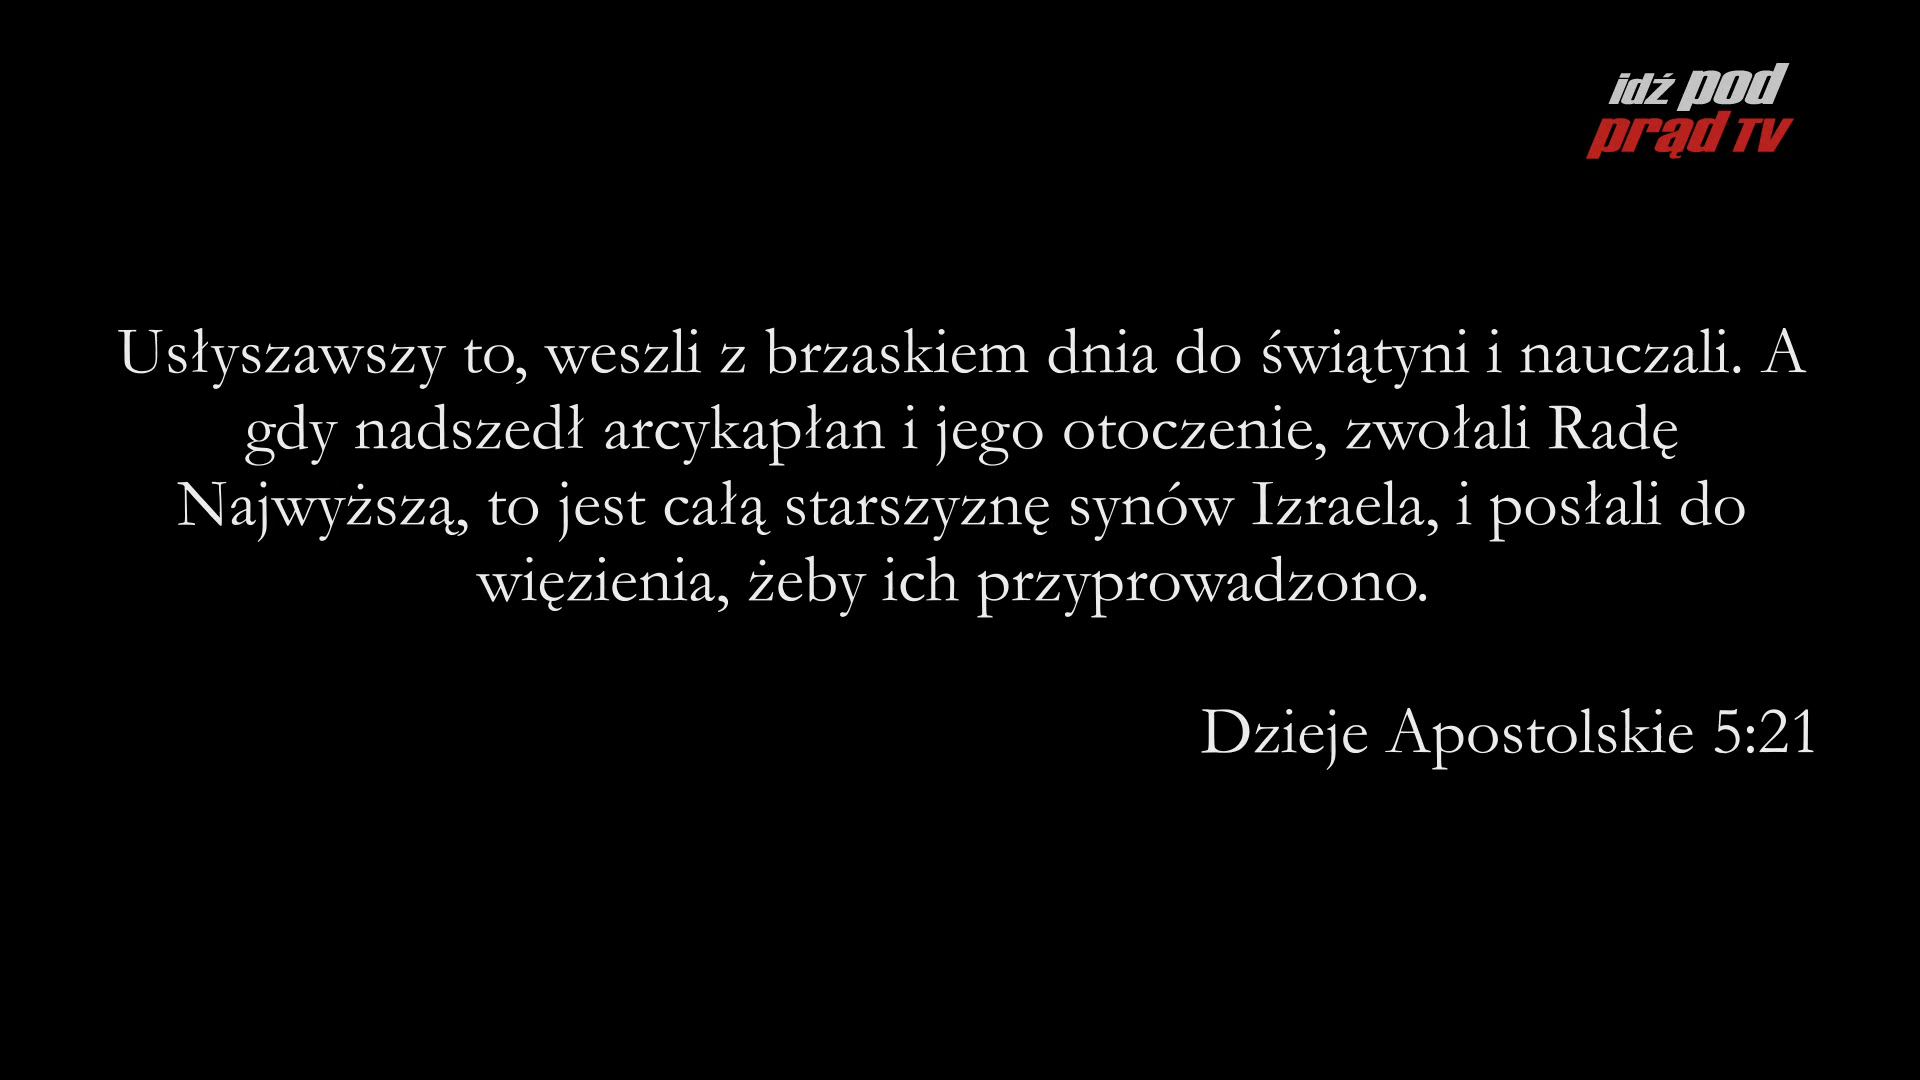 idź pod
prąd TV
Usłyszawszy to, weszli z brzaskiem dnia do świątyni i nauczali. A
gdy nadszedł arcykapłan i jego otoczenie, zwołali Radę
Najwyższą, to jest całą starszyznę synów Izraela, i posłali do
więzienia, żeby ich przyprowadzono.
Dzieje Apostolskie 5:21